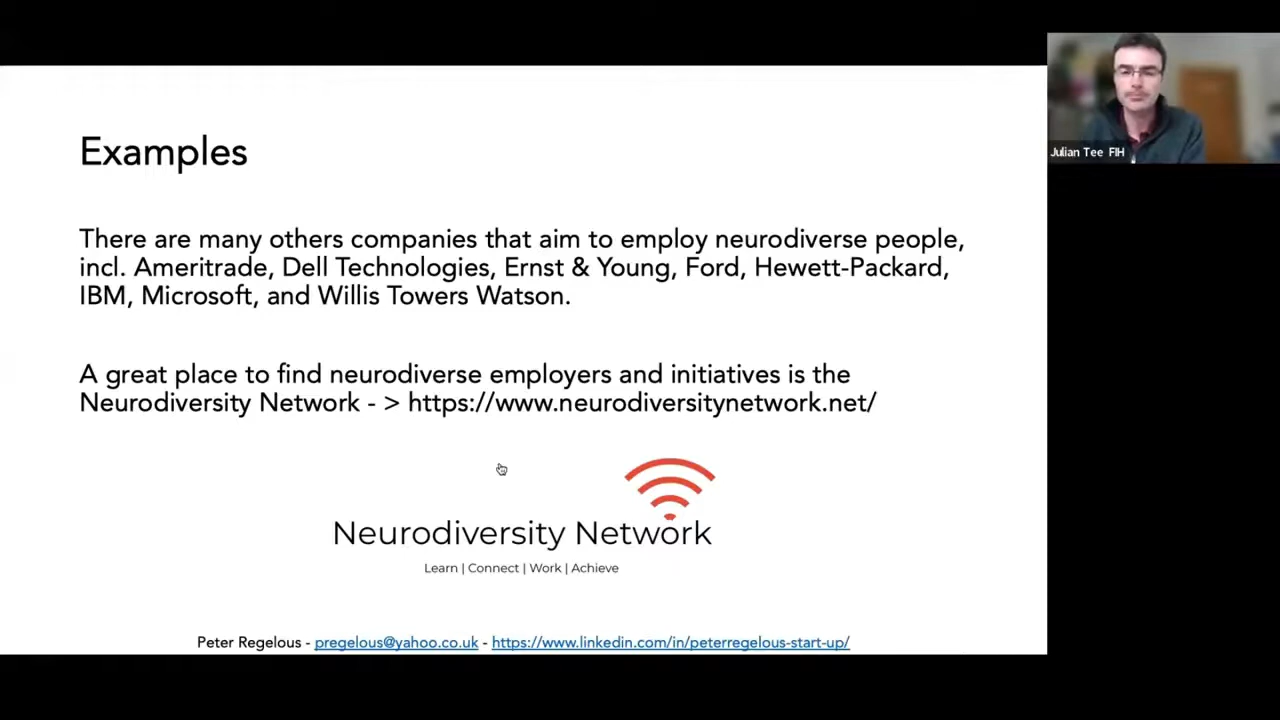 Examples
There are many others companies that aim to employ neurodiverse people,
incl. Ameritrade, Dell Technologies, Ernst & Young, Ford, Hewett-Packard,
IBM, Microsoft, and Willis Towers Watson.
A great place to find neurodiverse employers and initiatives is the
Neurodiversity Network - > https://www.neurodiversitynetwork.net/
Neurodiversity Network
Learn | Connect | Work | Achieve
Peter Regelous - pregelous@yahoo.co.uk - https://www.linkedin.com/in/peterregelous-start-up/
Julian Tee FIH